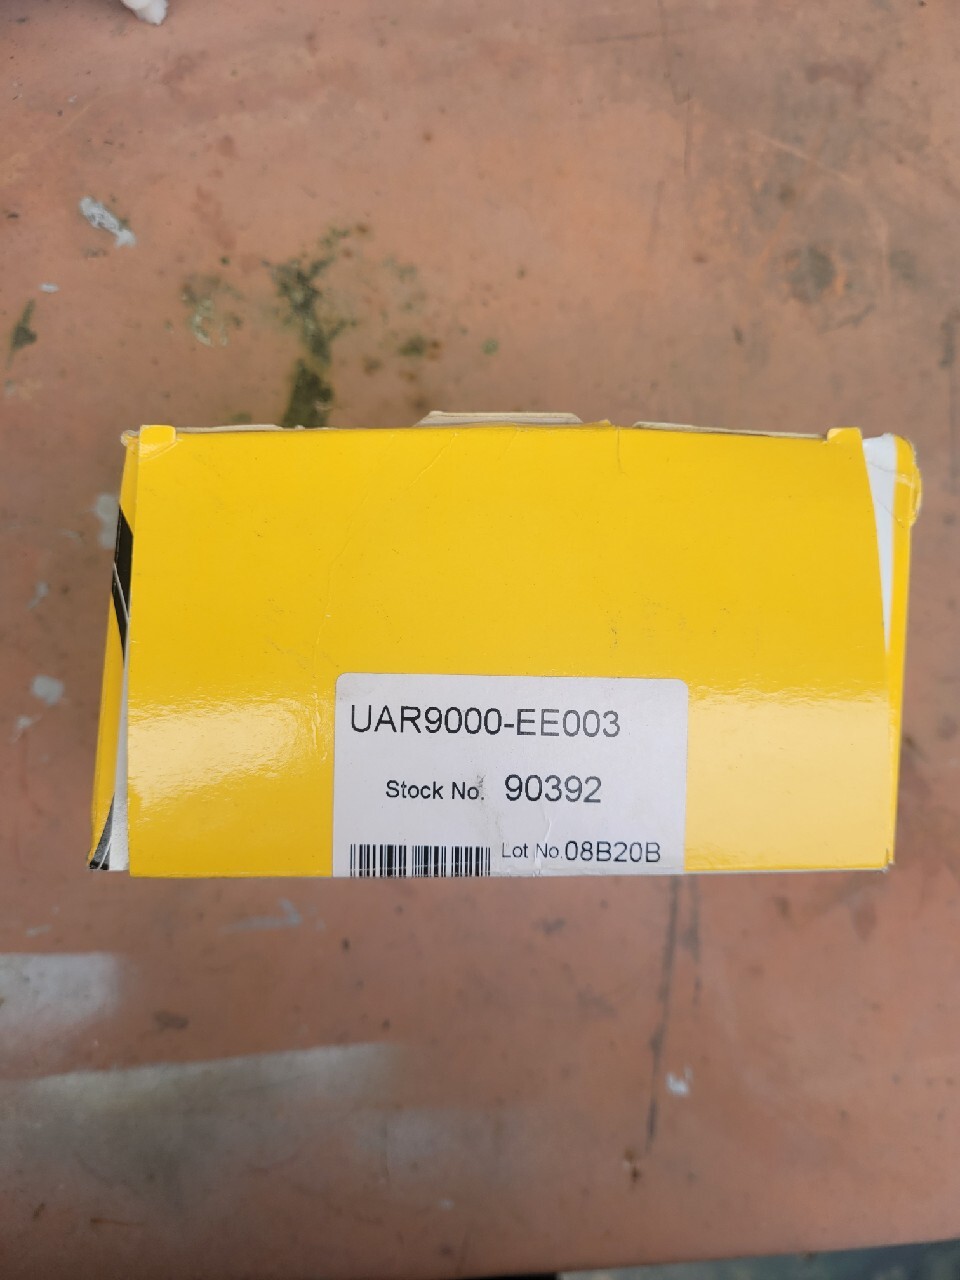 UAR9000-EE003
Stock No. 90392
Lot No. 08B20B